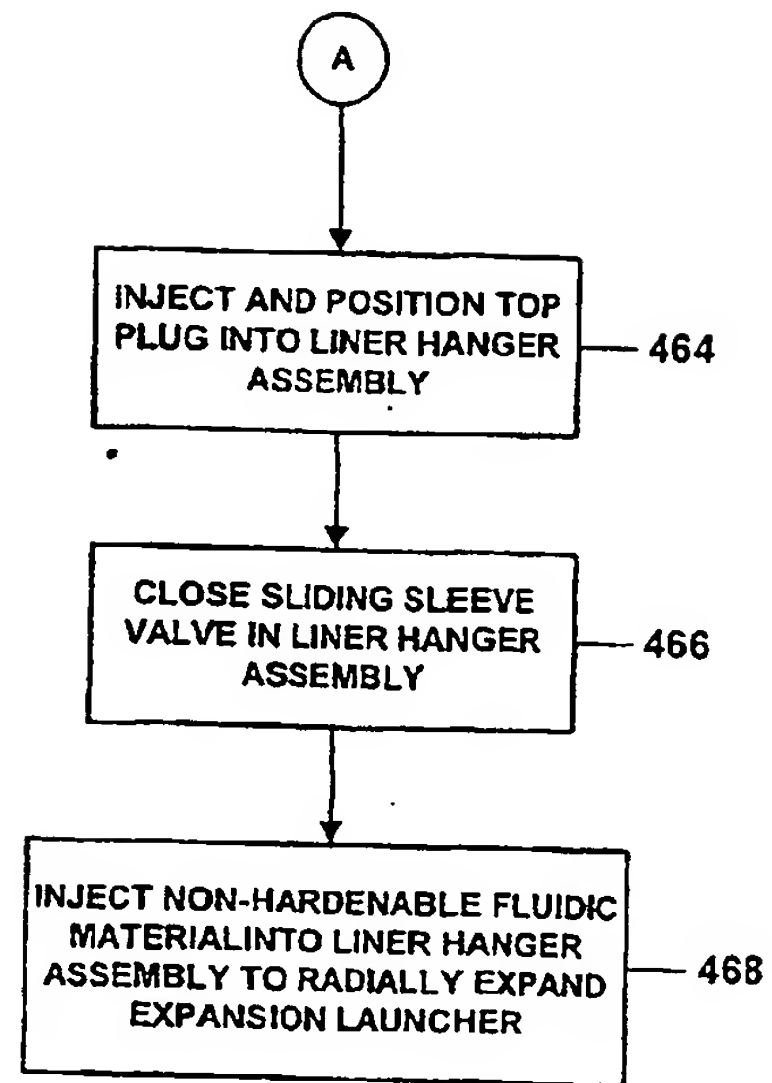 A
INJECT AND POSITION TOP
PLUG INTO LINER HANGER
ASSEMBLY
464
CLOSE SLIDING SLEEVE
VALVE IN LINER HANGER
ASSEMBLY
466
INJECT NON-HARDENABLE FLUIDIC
MATERIALINTO LINER HANGER
ASSEMBLY TO RADIALLY EXPAND
EXPANSION LAUNCHER
468